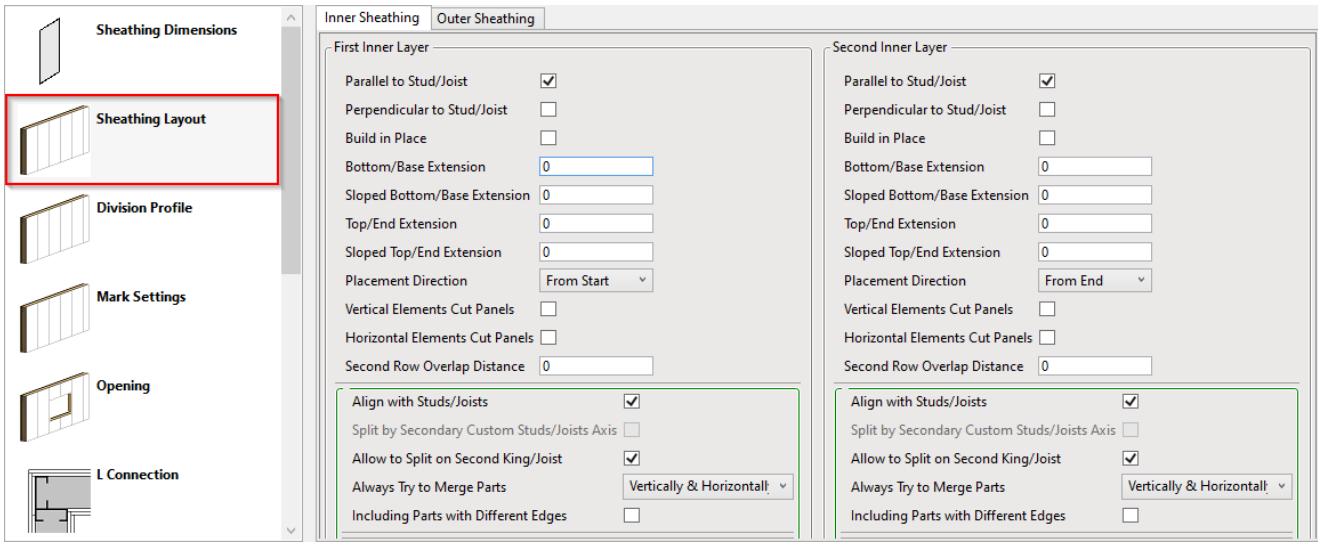 Sheathing Dimensions
Sheathing Layout
Division Profile
Mark Settings
Opening
L Connection
Inner Sheathing Outer Sheathing
First Inner Layer
Parallel to Stud/Joist
Perpendicular to Stud/Joist
Build in Place
Bottom/Base Extension 0
Sloped Bottom/Base Extension 0
Top/End Extension 0
Sloped Top/End Extension 0
Placement Direction From Start
Vertical Elements Cut Panels
Horizontal Elements Cut Panels
Second Row Overlap Distance 0
Align with Studs/Joists
Split by Secondary Custom Studs/Joists Axis
Allow to Split on Second King/Joist
Always Try to Merge Parts Vertically & Horizontall
Including Parts with Different Edges
Second Inner Layer
Parallel to Stud/Joist
Perpendicular to Stud/Joist
Build in Place
Bottom/Base Extension 0
Sloped Bottom/Base Extension 0
Top/End Extension 0
Sloped Top/End Extension 0
Placement Direction From End
Vertical Elements Cut Panels
Horizontal Elements Cut Panels
Second Row Overlap Distance 0
Align with Studs/Joists
Split by Secondary Custom Studs/Joists Axis
Allow to Split on Second King/Joist
Always Try to Merge Parts Vertically & Horizontall
Including Parts with Different Edges